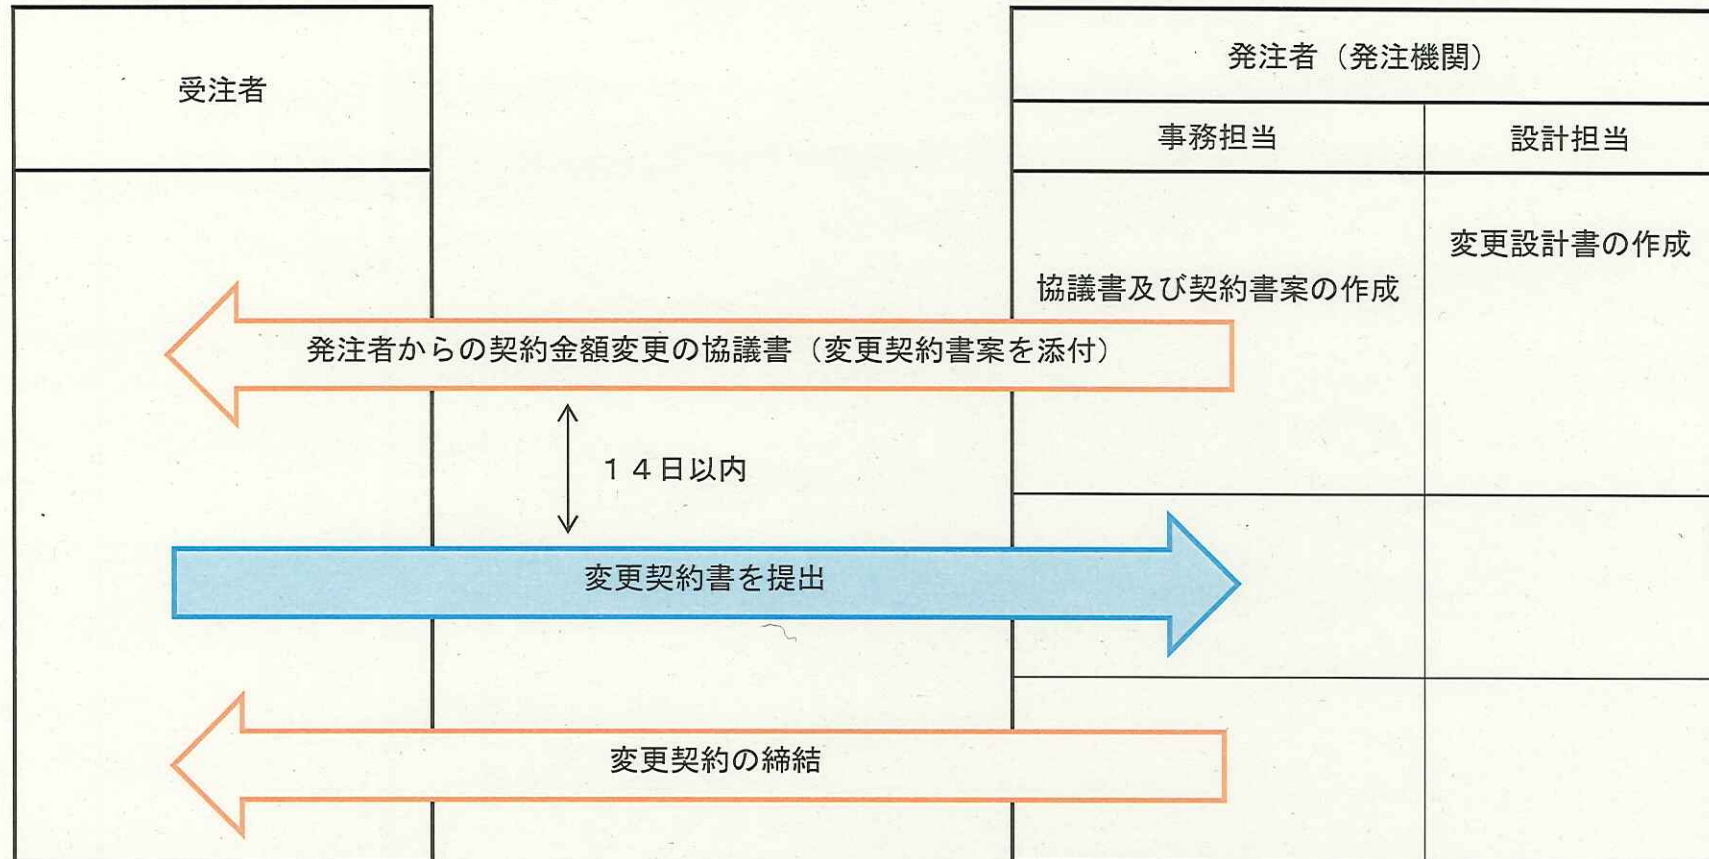 受注者
発注者（発注機関）
事務担当
設計担当
変更設計書の作成
協議書及び契約書案の作成
発注者からの契約金額変更の協議書（変更契約書案を添付）
１４日以内
変更契約書を提出
変更契約の締結